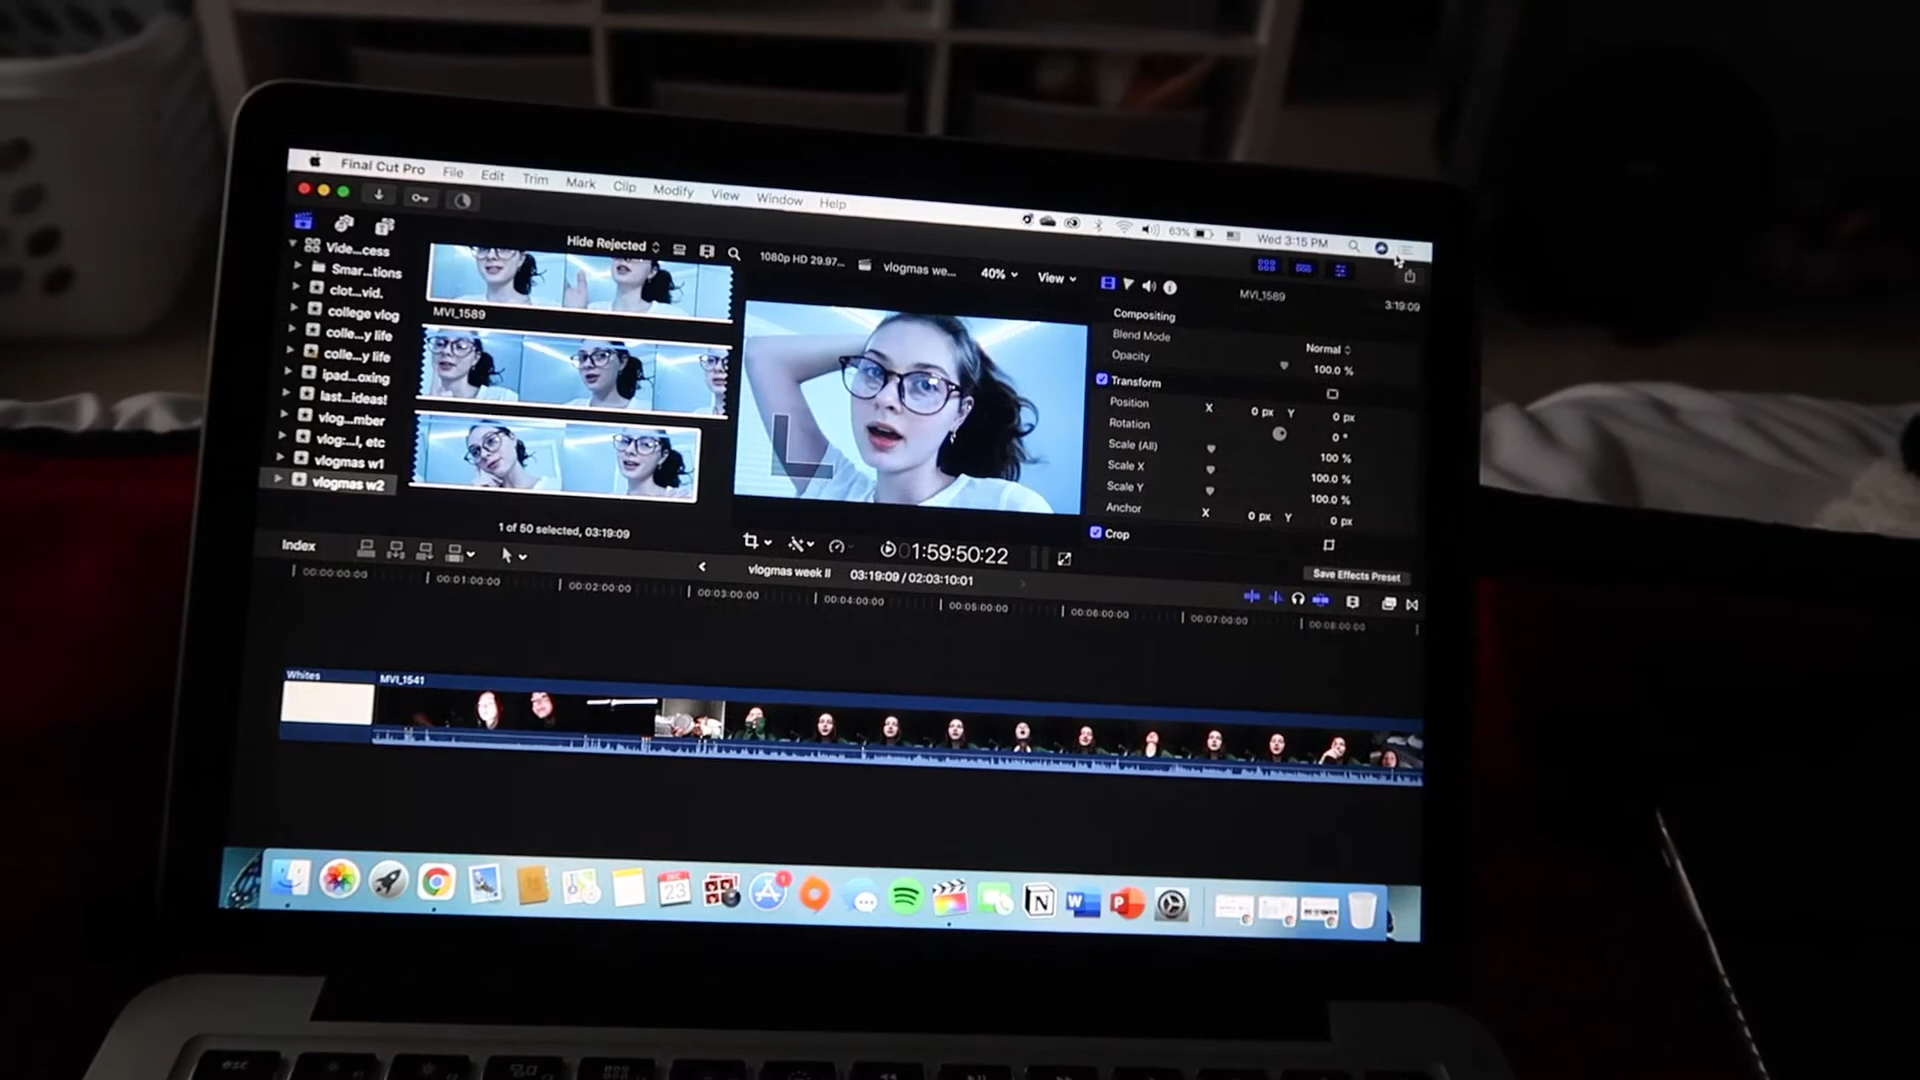 Final Cut Pro File Edit Trim Mark Clip Modify View Window Help
63% Wed 3:15 PM
Hide Rejected
1080p HD 29.97...
vlogmas we...
40%
View
MVI_1589
3:19:09
Vide...cess
Smar...tions
clot...vid.
college vlog
colle...y life
colle...y life
ipad...oxing
last...ideas!
vlog...mber
vlog:...l, etc
vlogmas w1
vlogmas w2
MVI_1589
1 of 50 selected, 03:19:09
Compositing
Blend Mode Normal
Opacity 100.0 %
Transform
Position X 0 px Y 0 px
Rotation 0 °
Scale (All) 100 %
Scale X 100.0 %
Scale Y 100.0 %
Anchor X 0 px Y 0 px
Crop
Save Effects Preset
01:59:50:22
Index
vlogmas week II 03:19:09 / 02:03:10:01
00:00:00:00 00:01:00:00 00:02:00:00 00:03:00:00 00:04:00:00 00:05:00:00 00:06:00:00 00:07:00:00 00:08:00:00
Whites
MVI_1541
DEC
23
1
N
W
P
esc